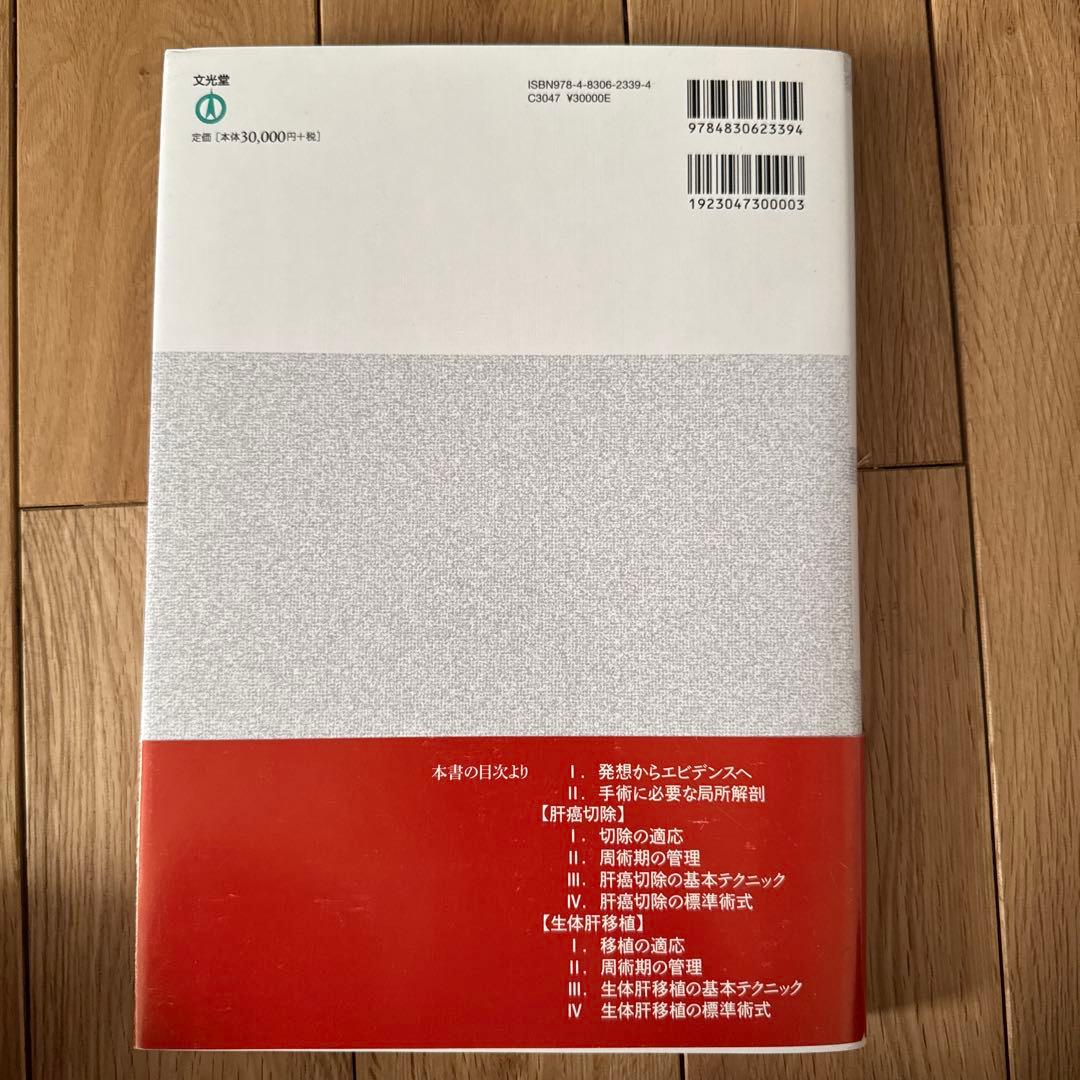 文光堂
定価［本体30,000円+税］
ISBN978-4-8306-2339-4
C3047 ¥30000E
9784830623394
1923047300003
本書の目次より
I. 発想からエビデンスへ
II. 手術に必要な局所解剖
【肝癌切除】
I. 切除の適応
II. 周術期の管理
III. 肝癌切除の基本テクニック
IV. 肝癌切除の標準術式
【生体肝移植】
I. 移植の適応
II. 周術期の管理
III. 生体肝移植の基本テクニック
IV 生体肝移植の標準術式